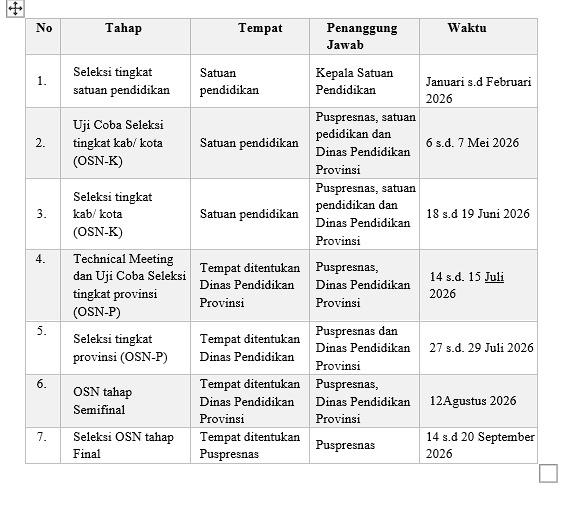 No Tahap Tempat Penanggung Jawab Waktu
1. Seleksi tingkat
satuan pendidikan
Satuan
pendidikan
Kepala Satuan
Pendidikan
Januari s.d Februari
2026
2. Uji Coba Seleksi
tingkat kab/ kota
(OSN-K)
Satuan pendidikan
Puspresnas, satuan
pedidikan dan
Dinas Pendidikan
Provinsi
6 s.d. 7 Mei 2026
3. Seleksi tingkat
kab/ kota
(OSN-K)
Satuan pendidikan
Puspresnas, satuan
pendidikan dan
Dinas Pendidikan
Provinsi
18 s.d 19 Juni 2026
4. Technical Meeting
dan Uji Coba Seleksi
tingkat provinsi
(OSN-P)
Tempat ditentukan
Dinas Pendidikan
Provinsi
Puspresnas,
Dinas Pendidikan
Provinsi
14 s.d. 15 Juli
2026
5. Seleksi tingkat
provinsi (OSN-P)
Tempat ditentukan
Dinas Pendidikan
Puspresnas dan
Dinas Pendidikan
Provinsi
27 s.d. 29 Juli 2026
6. OSN tahap
Semifinal
Tempat ditentukan
Dinas Pendidikan
Provinsi
Puspresnas,
Dinas Pendidikan
Provinsi
12Agustus 2026
7. Seleksi OSN tahap
Final
Tempat ditentukan
Puspresnas
Puspresnas
14 s.d 20 September
2026